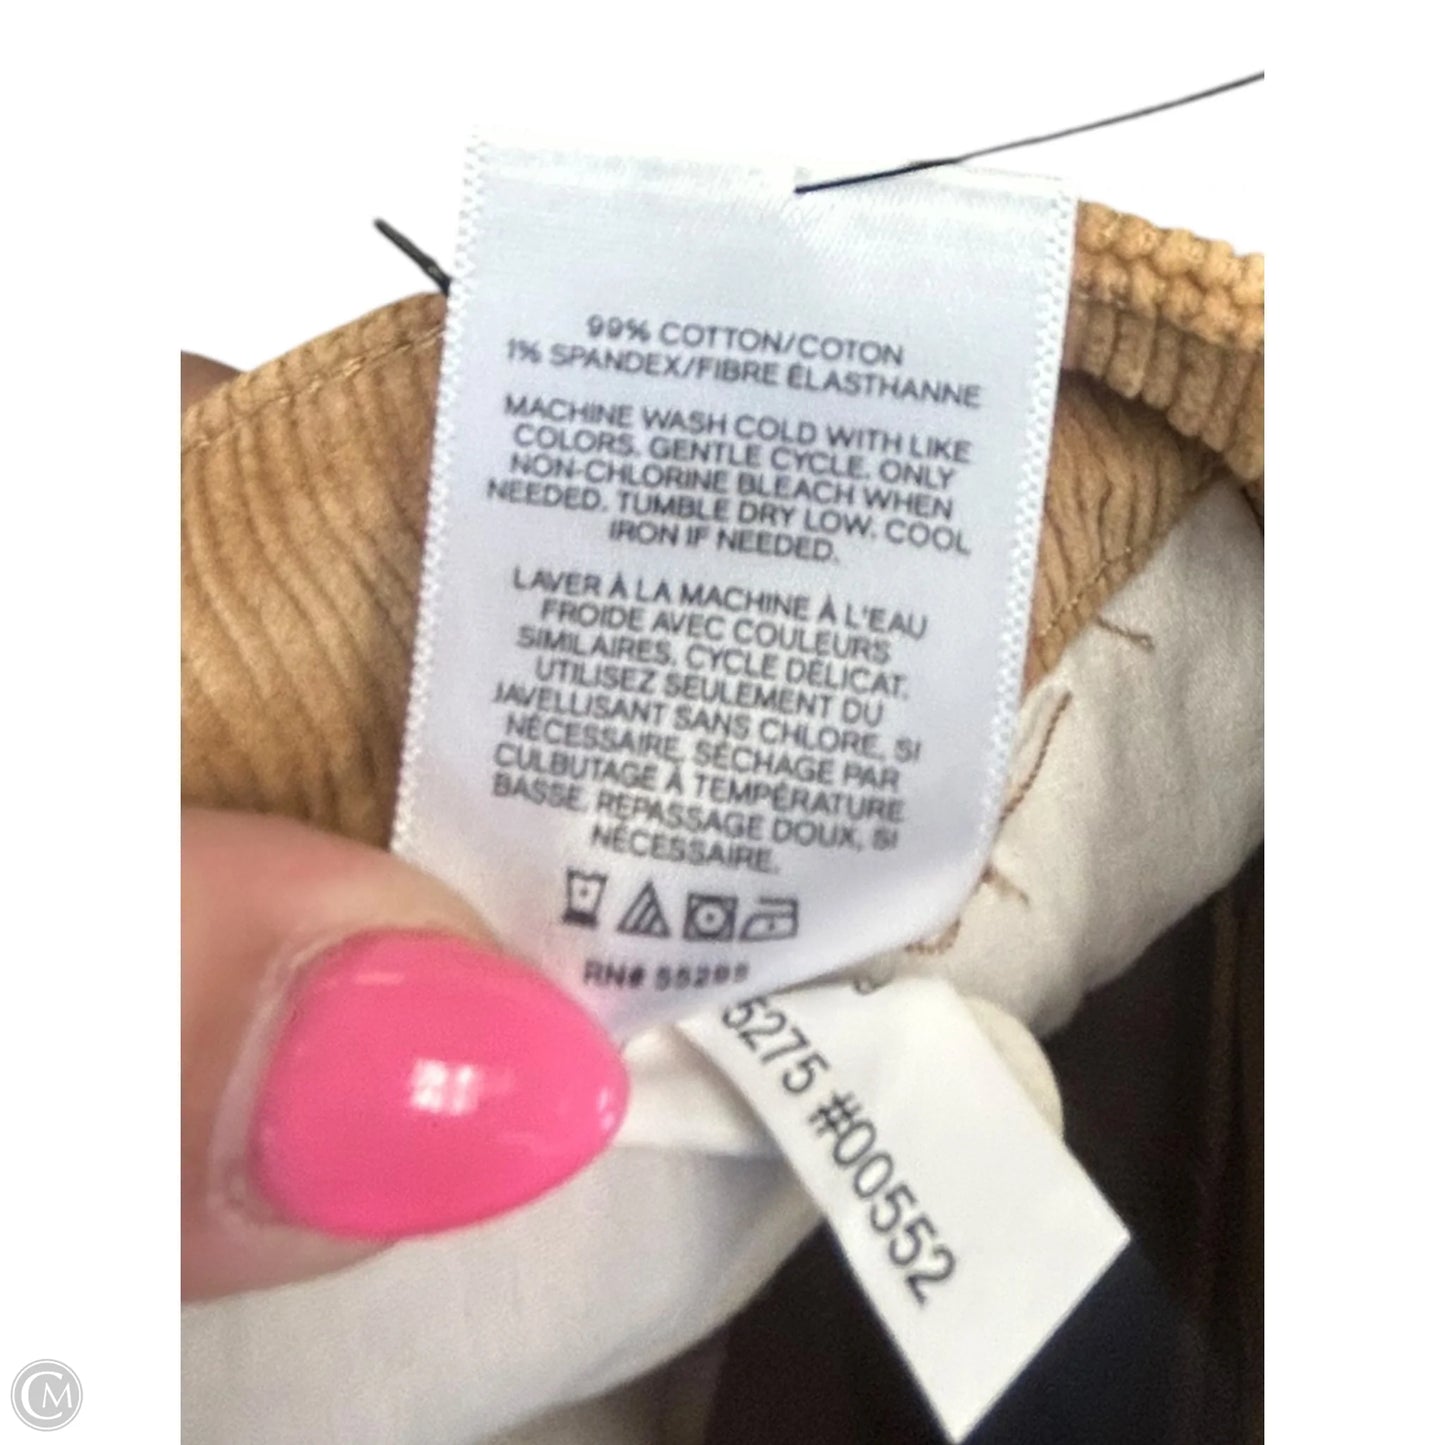 99% COTTON/COTON
1% SPANDEX/FIBRE ÉLASTHANNE
MACHINE WASH COLD WITH LIKE
COLORS. GENTLE CYCLE. ONLY
NON-CHLORINE BLEACH WHEN
NEEDED. TUMBLE DRY LOW. COOL
IRON IF NEEDED.
LAVER À LA MACHINE À L'EAU
FROIDE AVEC COULEURS
SIMILAIRES. CYCLE DÉLICAT.
UTILISEZ SEULEMENT DU
JAVELLISANT SANS CHLORE, SI
NÉCESSAIRE. SÉCHAGE PAR
CULBUTAGE À TEMPÉRATURE
BASSE. REPASSAGE DOUX, SI
NÉCESSAIRE.
RN#
5275 #00552
CM